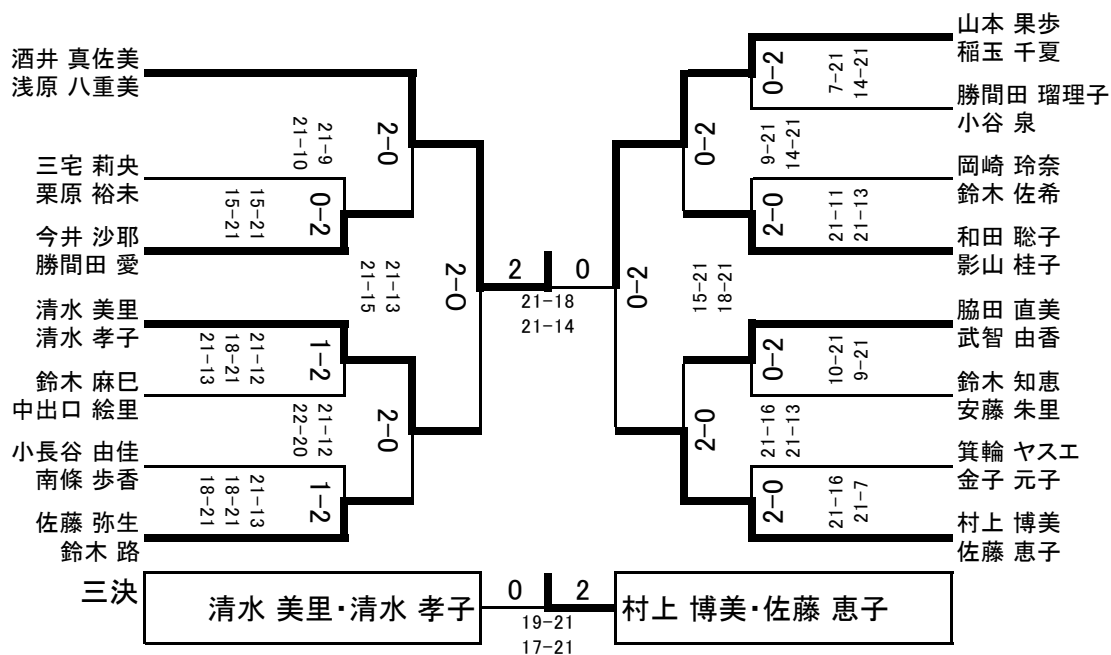 酒井 真佐美
浅原 八重美
三宅 莉央
栗原 裕未
今井 沙耶
勝間田 愛
清水 美里
清水 孝子
鈴木 麻巳
中出口 絵里
小長谷 由佳
南條 歩香
佐藤 弥生
鈴木 路
21-9
21-10
2-0
15-21
15-21
0-2
21-13
21-15
2-0
21-12
18-21
21-13
1-2
21-12
22-20
2-0
21-13
18-21
18-21
1-2
2 0
21-18
21-14
山本 果歩
稲玉 千夏
勝間田 瑠理子
小谷 泉
岡崎 玲奈
鈴木 佐希
和田 聡子
影山 桂子
脇田 直美
武智 由香
鈴木 知恵
安藤 朱里
箕輪 ヤスエ
金子 元子
村上 博美
佐藤 恵子
0-2
7-21
14-21
0-2
9-21
14-21
2-0
21-11
21-13
0-2
15-21
18-21
0-2
10-21
9-21
2-0
21-16
21-13
2-0
21-16
21-7
三決
清水 美里・清水 孝子
0 2
村上 博美・佐藤 恵子
19-21
17-21